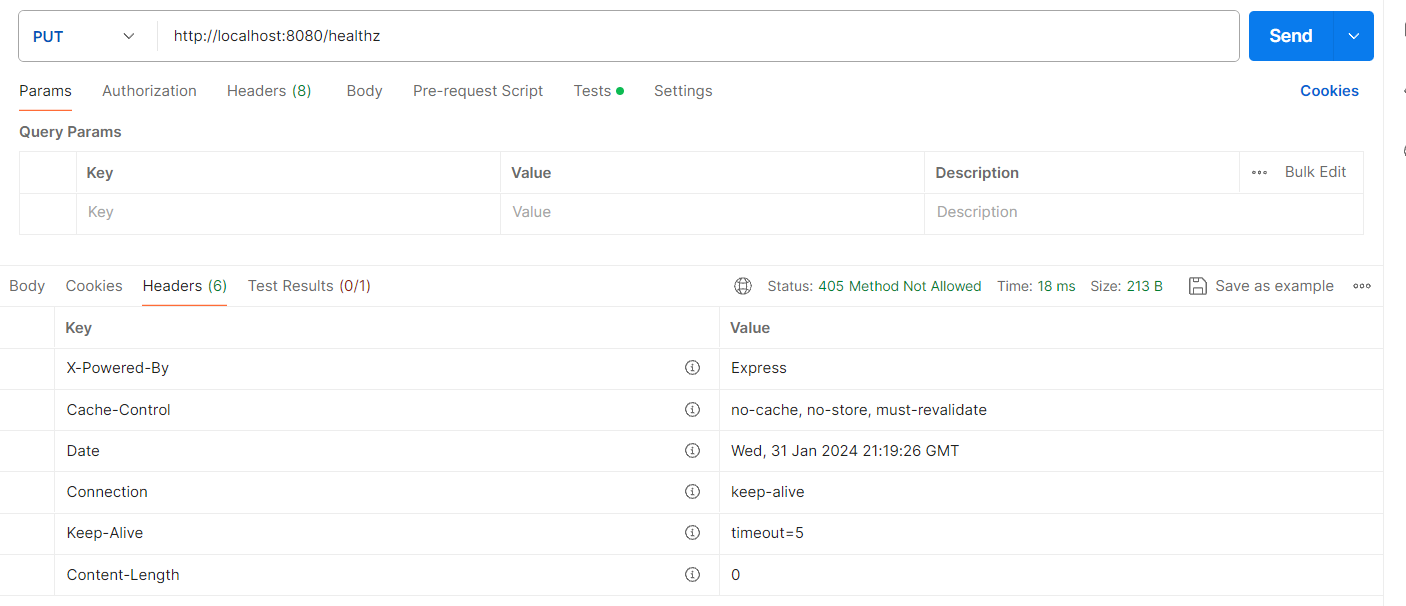 PUT http://localhost:8080/healthz Send
Params Authorization Headers (8) Body Pre-request Script Tests Settings Cookies
Query Params
Key Value Description Bulk Edit
Key Value Description
Body Cookies Headers (6) Test Results (0/1) Status: 405 Method Not Allowed Time: 18 ms Size: 213 B Save as example
Key Value
X-Powered-By Express
Cache-Control no-cache, no-store, must-revalidate
Date Wed, 31 Jan 2024 21:19:26 GMT
Connection keep-alive
Keep-Alive timeout=5
Content-Length 0